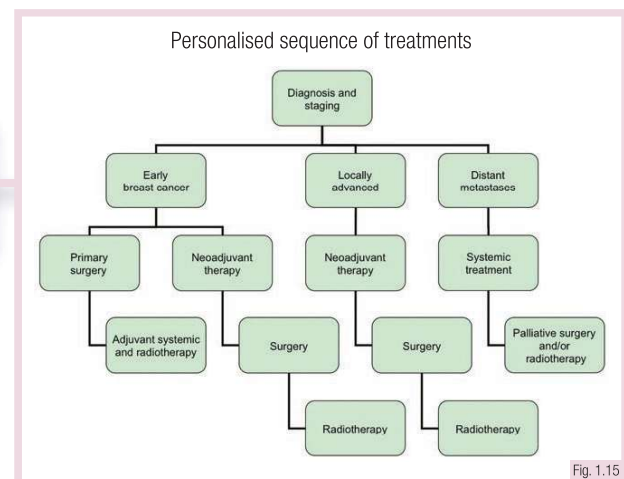 Personalised sequence of treatments
Diagnosis and
staging
Early
breast cancer
Locally
advanced
Distant
metastases
Primary
surgery
Neoadjuvant
therapy
Neoadjuvant
therapy
Systemic
treatment
Adjuvant systemic
and radiotherapy
Surgery
Surgery
Palliative surgery
and/or
radiotherapy
Radiotherapy
Radiotherapy
Fig. 1.15